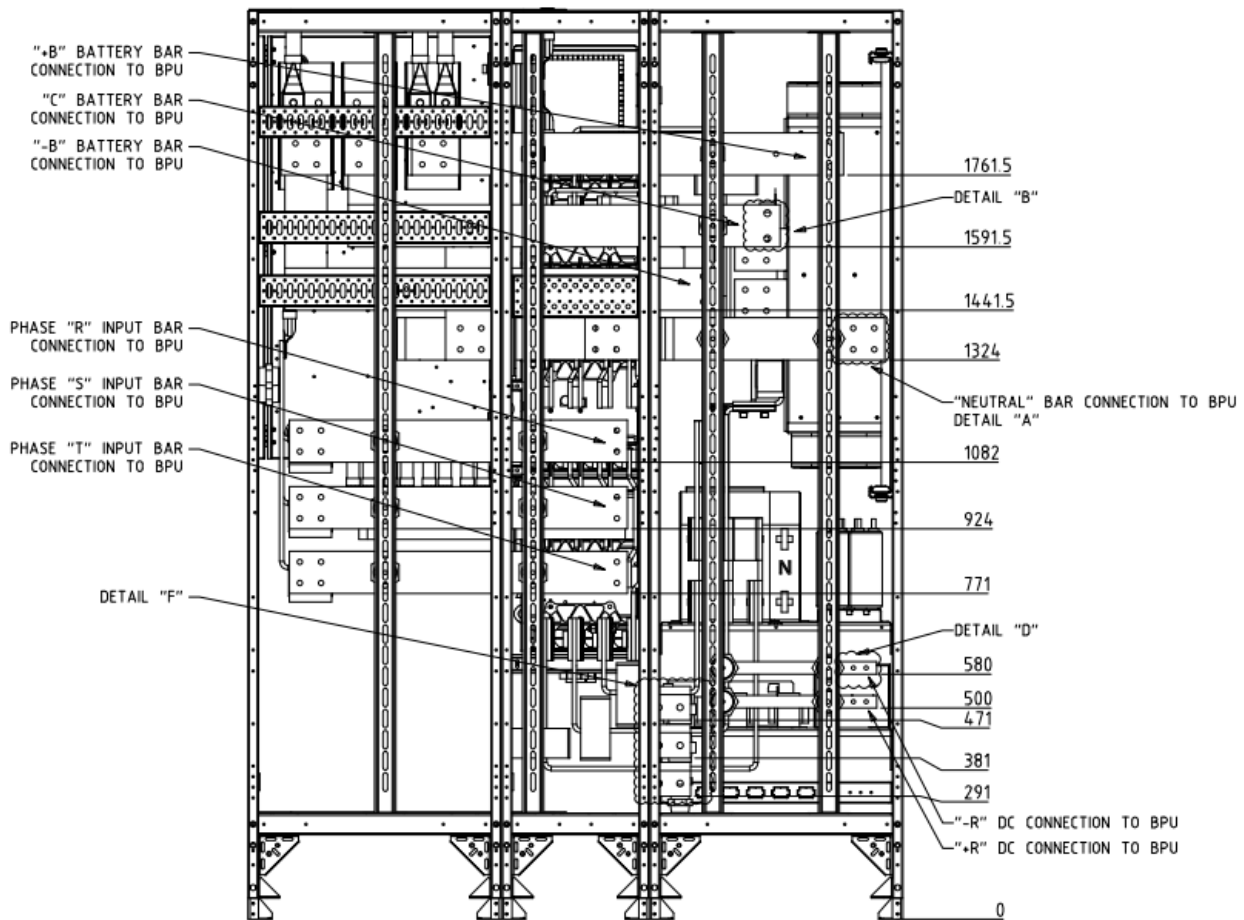 "+B" BATTERY BAR
CONNECTION TO BPU
"C" BATTERY BAR
CONNECTION TO BPU
"-B" BATTERY BAR
CONNECTION TO BPU
1761.5
DETAIL "B"
1591.5
1441.5
PHASE "R" INPUT BAR
CONNECTION TO BPU
1324
PHASE "S" INPUT BAR
CONNECTION TO BPU
"NEUTRAL" BAR CONNECTION TO BPU
DETAIL "A"
PHASE "T" INPUT BAR
CONNECTION TO BPU
1082
924
N
771
DETAIL "F"
DETAIL "D"
580
500
471
381
291
"-R" DC CONNECTION TO BPU
"+R" DC CONNECTION TO BPU
0